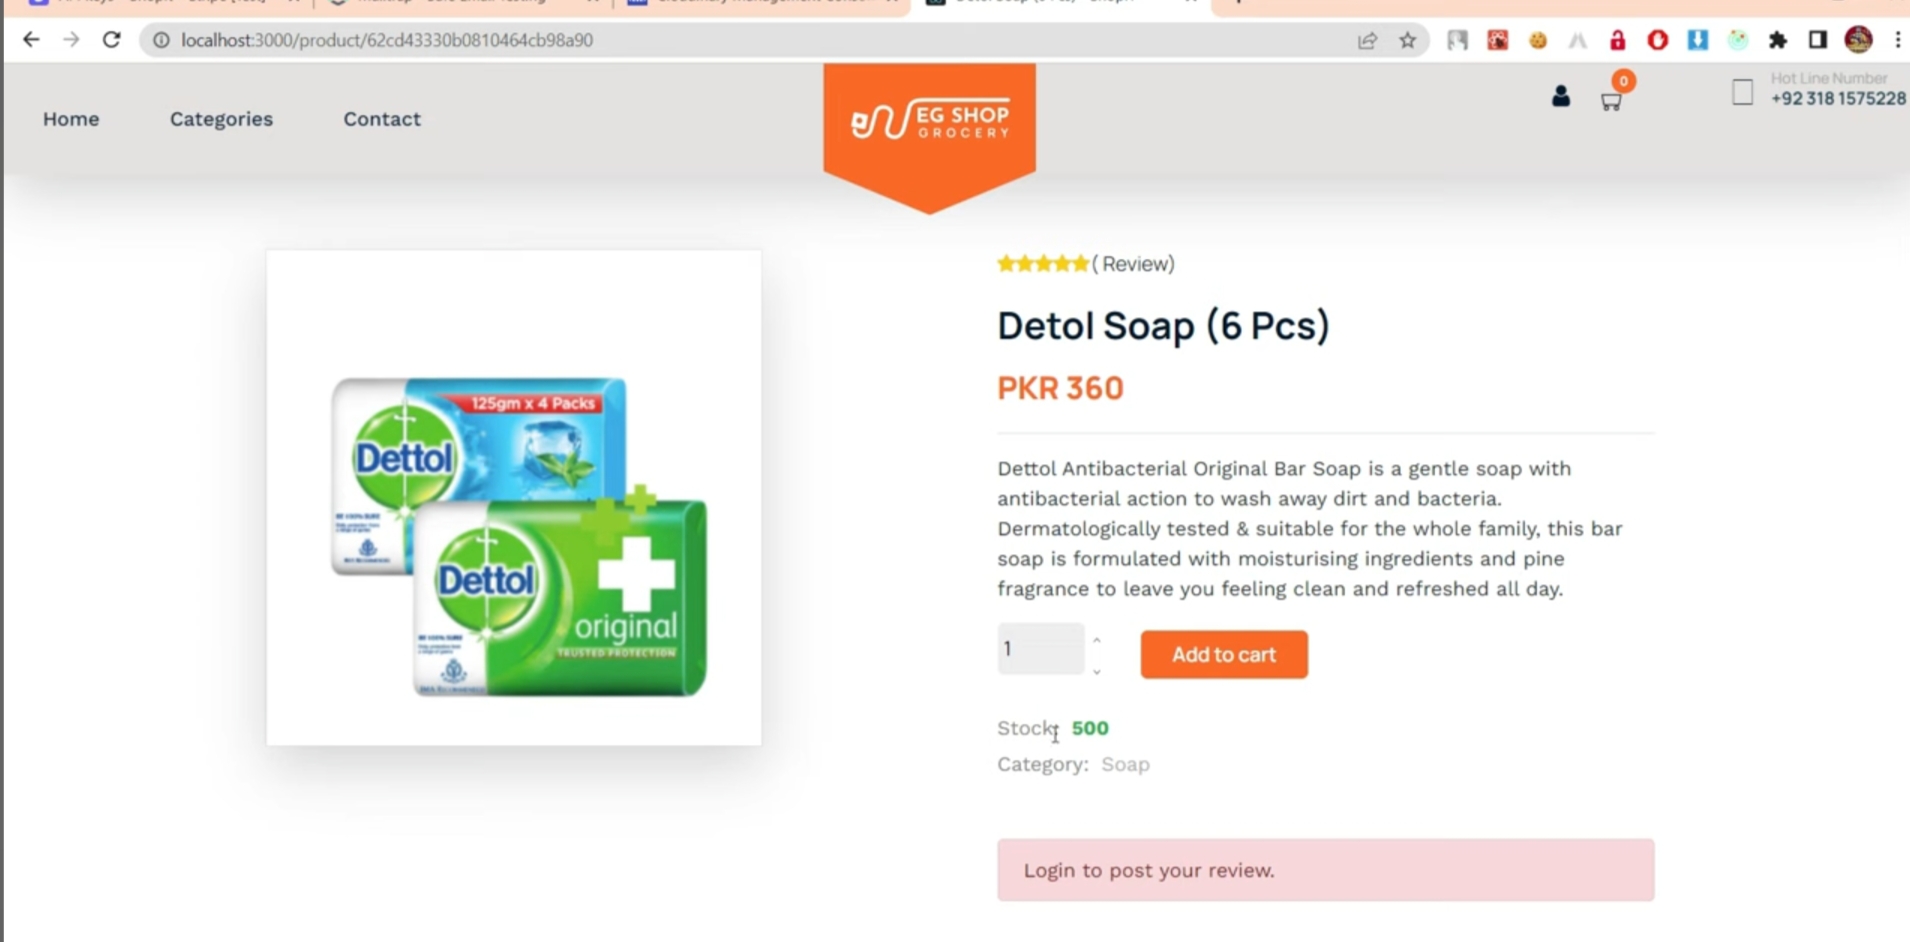 localhost:3000/product/62cd43330b0810464cb98a90
Home
Categories
Contact
EG SHOP
GROCERY
0
Hot Line Number
+92 318 1575228
( Review)
Detol Soap (6 Pcs)
PKR 360
Dettol Antibacterial Original Bar Soap is a gentle soap with
antibacterial action to wash away dirt and bacteria.
Dermatologically tested & suitable for the whole family, this bar
soap is formulated with moisturising ingredients and pine
fragrance to leave you feeling clean and refreshed all day.
1
Add to cart
Stock: 500
Category: Soap
Login to post your review.
125gm x 4 Packs
Dettol
Dettol
original
TRUSTED PROTECTION